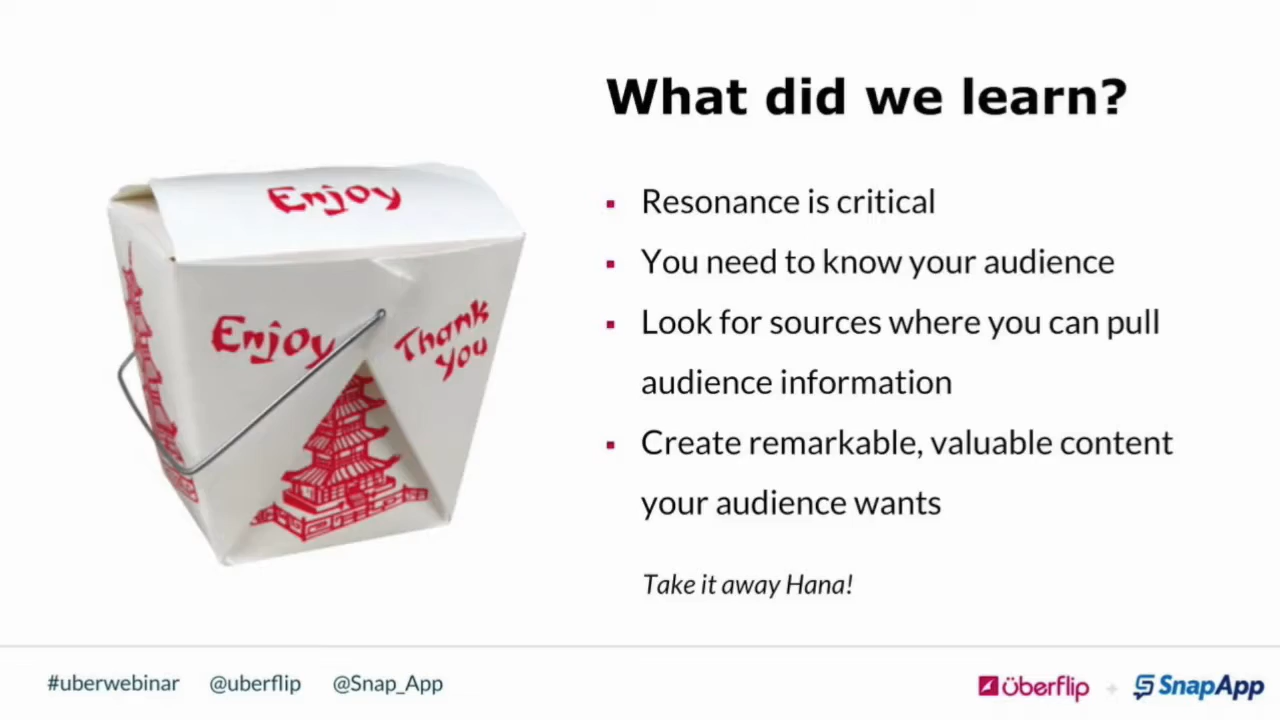 What did we learn?
Enjoy
Enjoy
Thank
you
▪ Resonance is critical
▪ You need to know your audience
▪ Look for sources where you can pull
audience information
▪ Create remarkable, valuable content
your audience wants
Take it away Hana!
#uberwebinar @uberflip @Snap_App
überflip + SnapApp